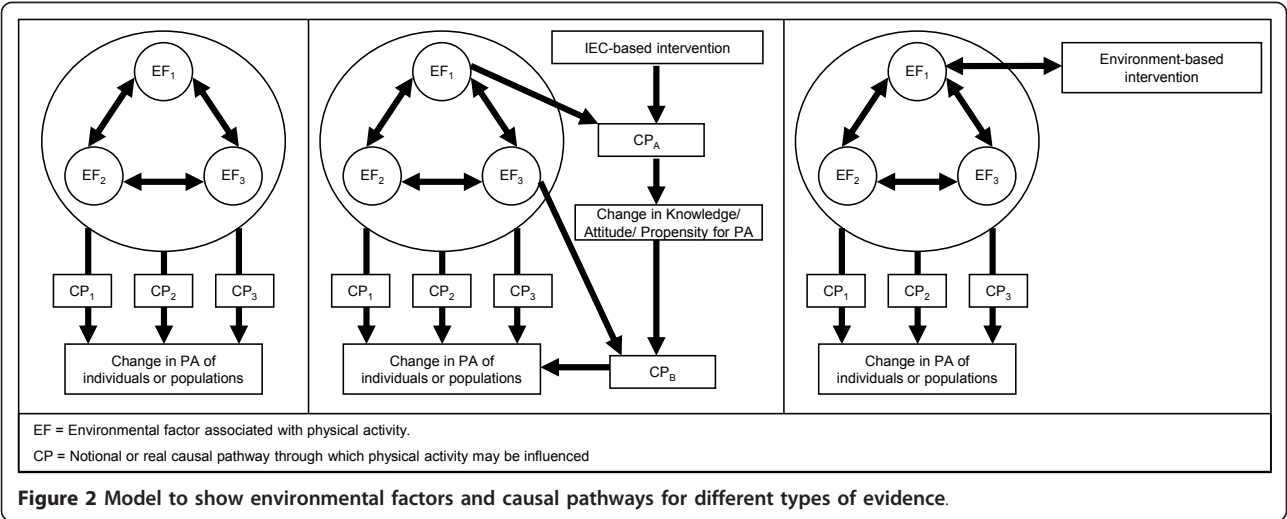 EF₁
EF₂
EF₃
CP₁
CP₂
CP₃
Change in PA of
individuals or populations
IEC-based intervention
EF₁
CP_A
EF₂
EF₃
Change in Knowledge/
Attitude/ Propensity for PA
CP₁
CP₂
CP₃
Change in PA of
individuals or populations
CP_B
EF₁
Environment-based
intervention
EF₂
EF₃
CP₁
CP₂
CP₃
Change in PA of
individuals or populations
EF = Environmental factor associated with physical activity.
CP = Notional or real causal pathway through which physical activity may be influenced
Figure 2 Model to show environmental factors and causal pathways for different types of evidence.